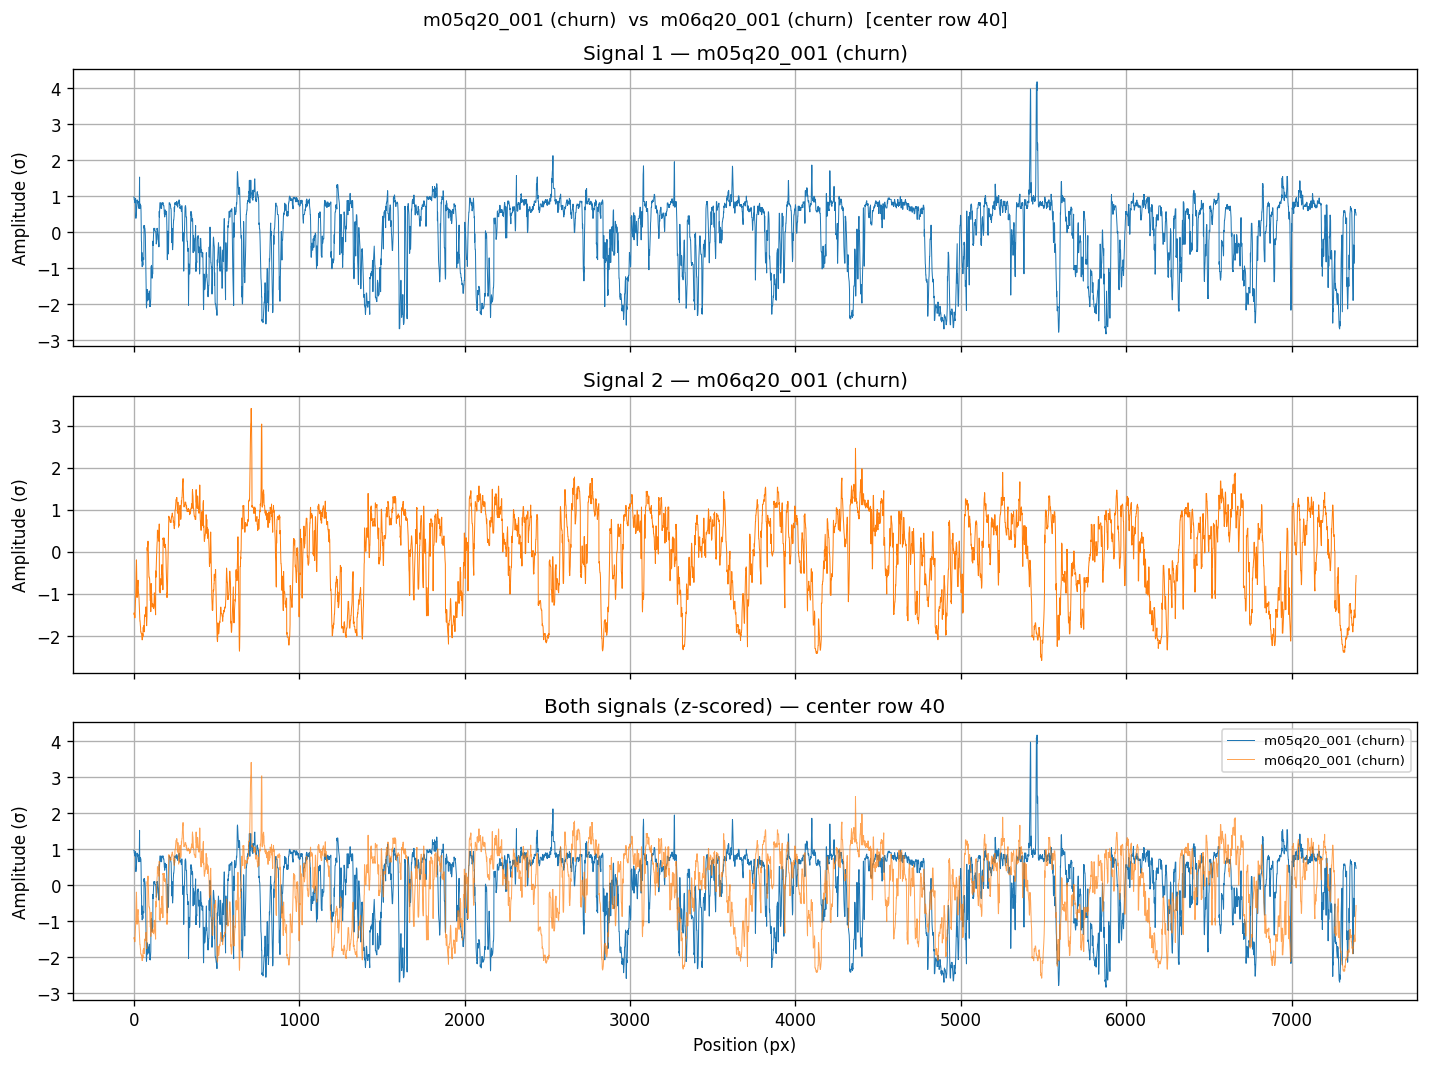 m05q20_001 (churn)  vs  m06q20_001 (churn)  [center row 40]
Signal 1 — m05q20_001 (churn)
Amplitude (σ)
4
3
2
1
0
−1
−2
−3
Signal 2 — m06q20_001 (churn)
Amplitude (σ)
3
2
1
0
−1
−2
Both signals (z-scored) — center row 40
Amplitude (σ)
4
3
2
1
0
−1
−2
−3
m05q20_001 (churn)
m06q20_001 (churn)
0 1000 2000 3000 4000 5000 6000 7000
Position (px)